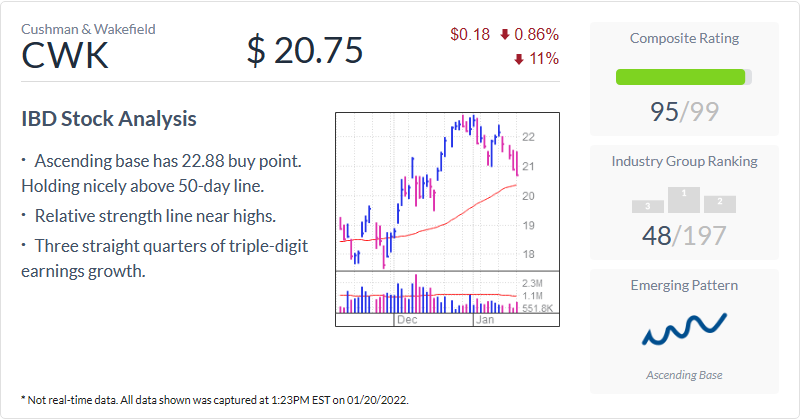 Cushman & Wakefield
CWK
$ 20.75
$0.18 0.86%
11%
IBD Stock Analysis
• Ascending base has 22.88 buy point.
Holding nicely above 50-day line.
• Relative strength line near highs.
• Three straight quarters of triple-digit
earnings growth.
22
21
20
19
18
2.3M
1.1M
551.8K
Dec Jan
Composite Rating
95/99
Industry Group Ranking
1
2
3
48/197
Emerging Pattern
Ascending Base
* Not real-time data. All data shown was captured at 1:23PM EST on 01/20/2022.